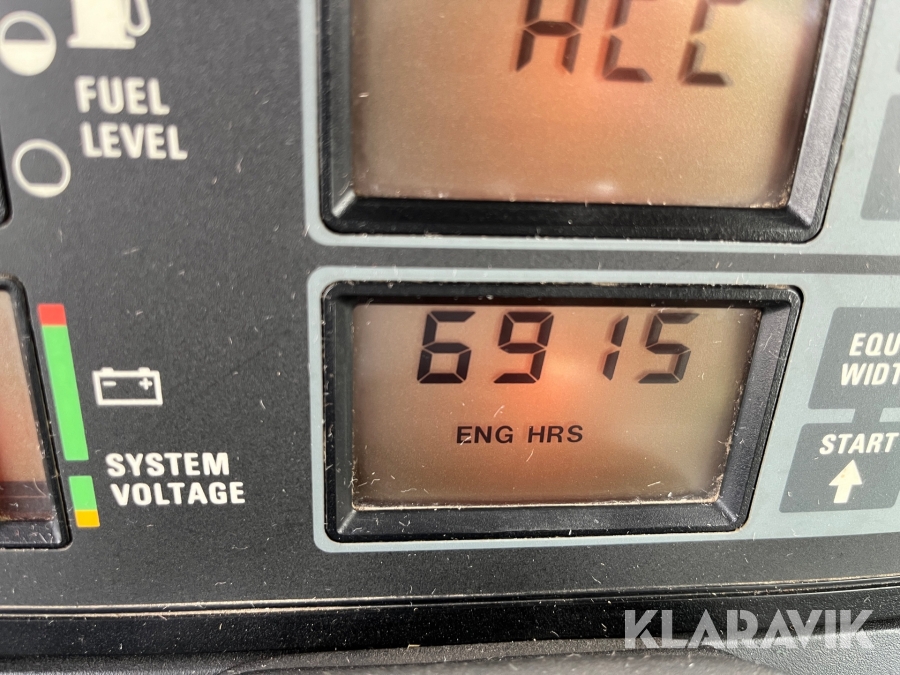 ACC
FUEL
LEVEL
6915
ENG HRS
SYSTEM
VOLTAGE
START
KLARAVIK